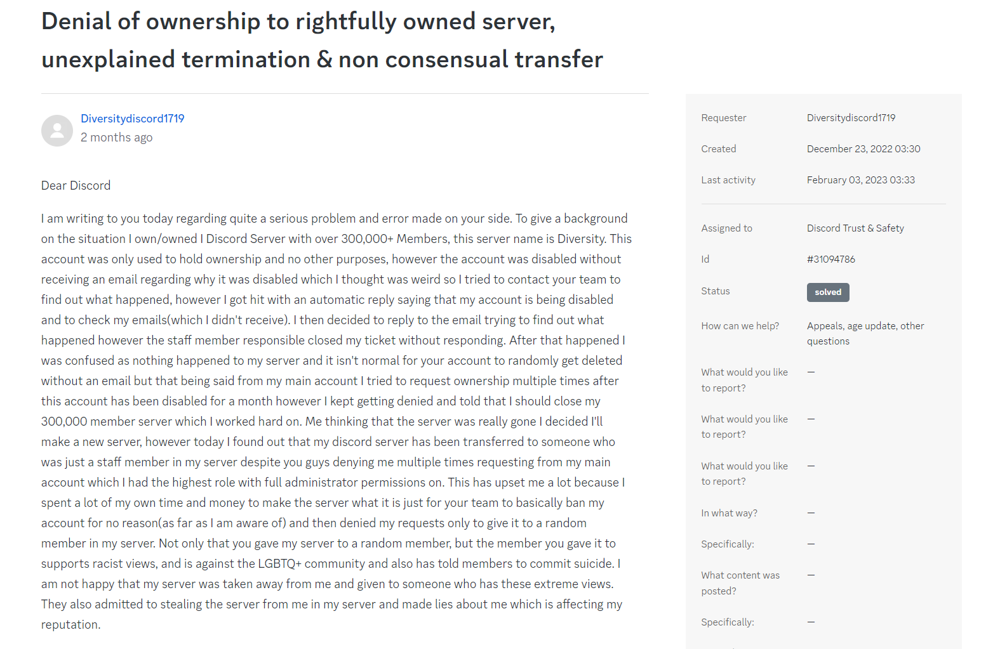 Denial of ownership to rightfully owned server,
unexplained termination & non consensual transfer
Diversitydiscord1719
2 months ago
Dear Discord
I am writing to you today regarding quite a serious problem and error made on your side. To give a background
on the situation I own/owned I Discord Server with over 300,000+ Members, this server name is Diversity. This
account was only used to hold ownership and no other purposes, however the account was disabled without
receiving an email regarding why it was disabled which I thought was weird so I tried to contact your team to
find out what happened, however I got hit with an automatic reply saying that my account is being disabled
and to check my emails(which I didn't receive). I then decided to reply to the email trying to find out what
happened however the staff member responsible closed my ticket without responding. After that happened I
was confused as nothing happened to my server and it isn't normal for your account to randomly get deleted
without an email but that being said from my main account I tried to request ownership multiple times after
this account has been disabled for a month however I kept getting denied and told that I should close my
300,000 member server which I worked hard on. Me thinking that the server was really gone I decided I'll
make a new server, however today I found out that my discord server has been transferred to someone who
was just a staff member in my server despite you guys denying me multiple times requesting from my main
account which I had the highest role with full administrator permissions on. This has upset me a lot because I
spent a lot of my own time and money to make the server what it is just for your team to basically ban my
account for no reason(as far as I am aware of) and then denied my requests only to give it to a random
member in my server. Not only that you gave my server to a random member, but the member you gave it to
supports racist views, and is against the LGBTQ+ community and also has told members to commit suicide. I
am not happy that my server was taken away from me and given to someone who has these extreme views.
They also admitted to stealing the server from me in my server and made lies about me which is affecting my
reputation.
Requester Diversitydiscord1719
Created December 23, 2022 03:30
Last activity February 03, 2023 03:33
Assigned to Discord Trust & Safety
Id #31094786
Status solved
How can we help? Appeals, age update, other
questions
What would you like —
to report?
What would you like —
to report?
What would you like —
to report?
In what way? —
Specifically: —
What content was —
posted?
Specifically: —